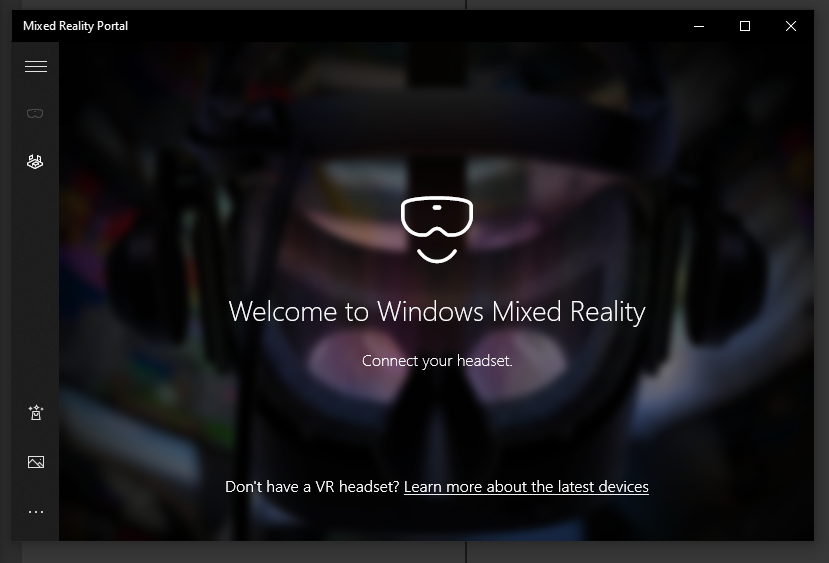 Mixed Reality Portal
Welcome to Windows Mixed Reality
Connect your headset.
Don't have a VR headset? Learn more about the latest devices